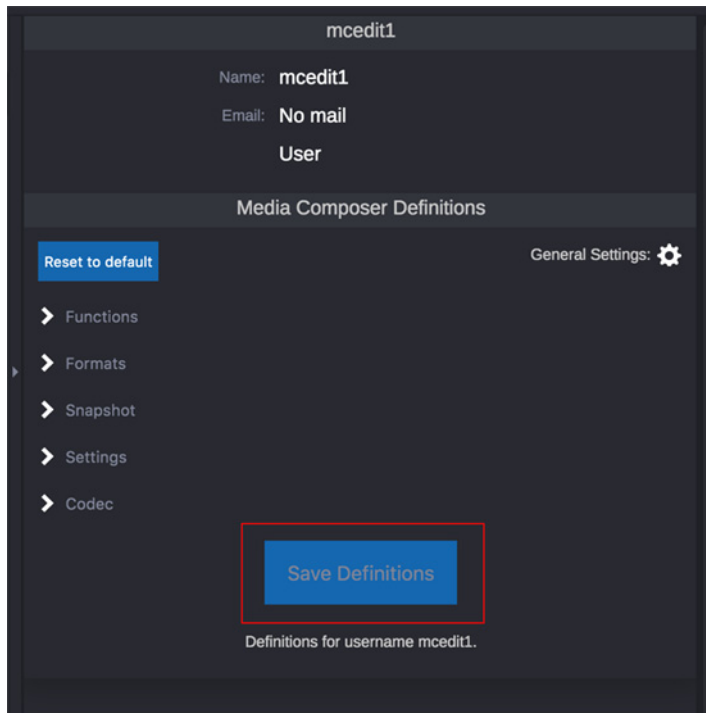 mcedit1
Name: mcedit1
Email: No mail
User
Media Composer Definitions
Reset to default
General Settings:
Functions
Formats
Snapshot
Settings
Codec
Save Definitions
Definitions for username mcedit1.